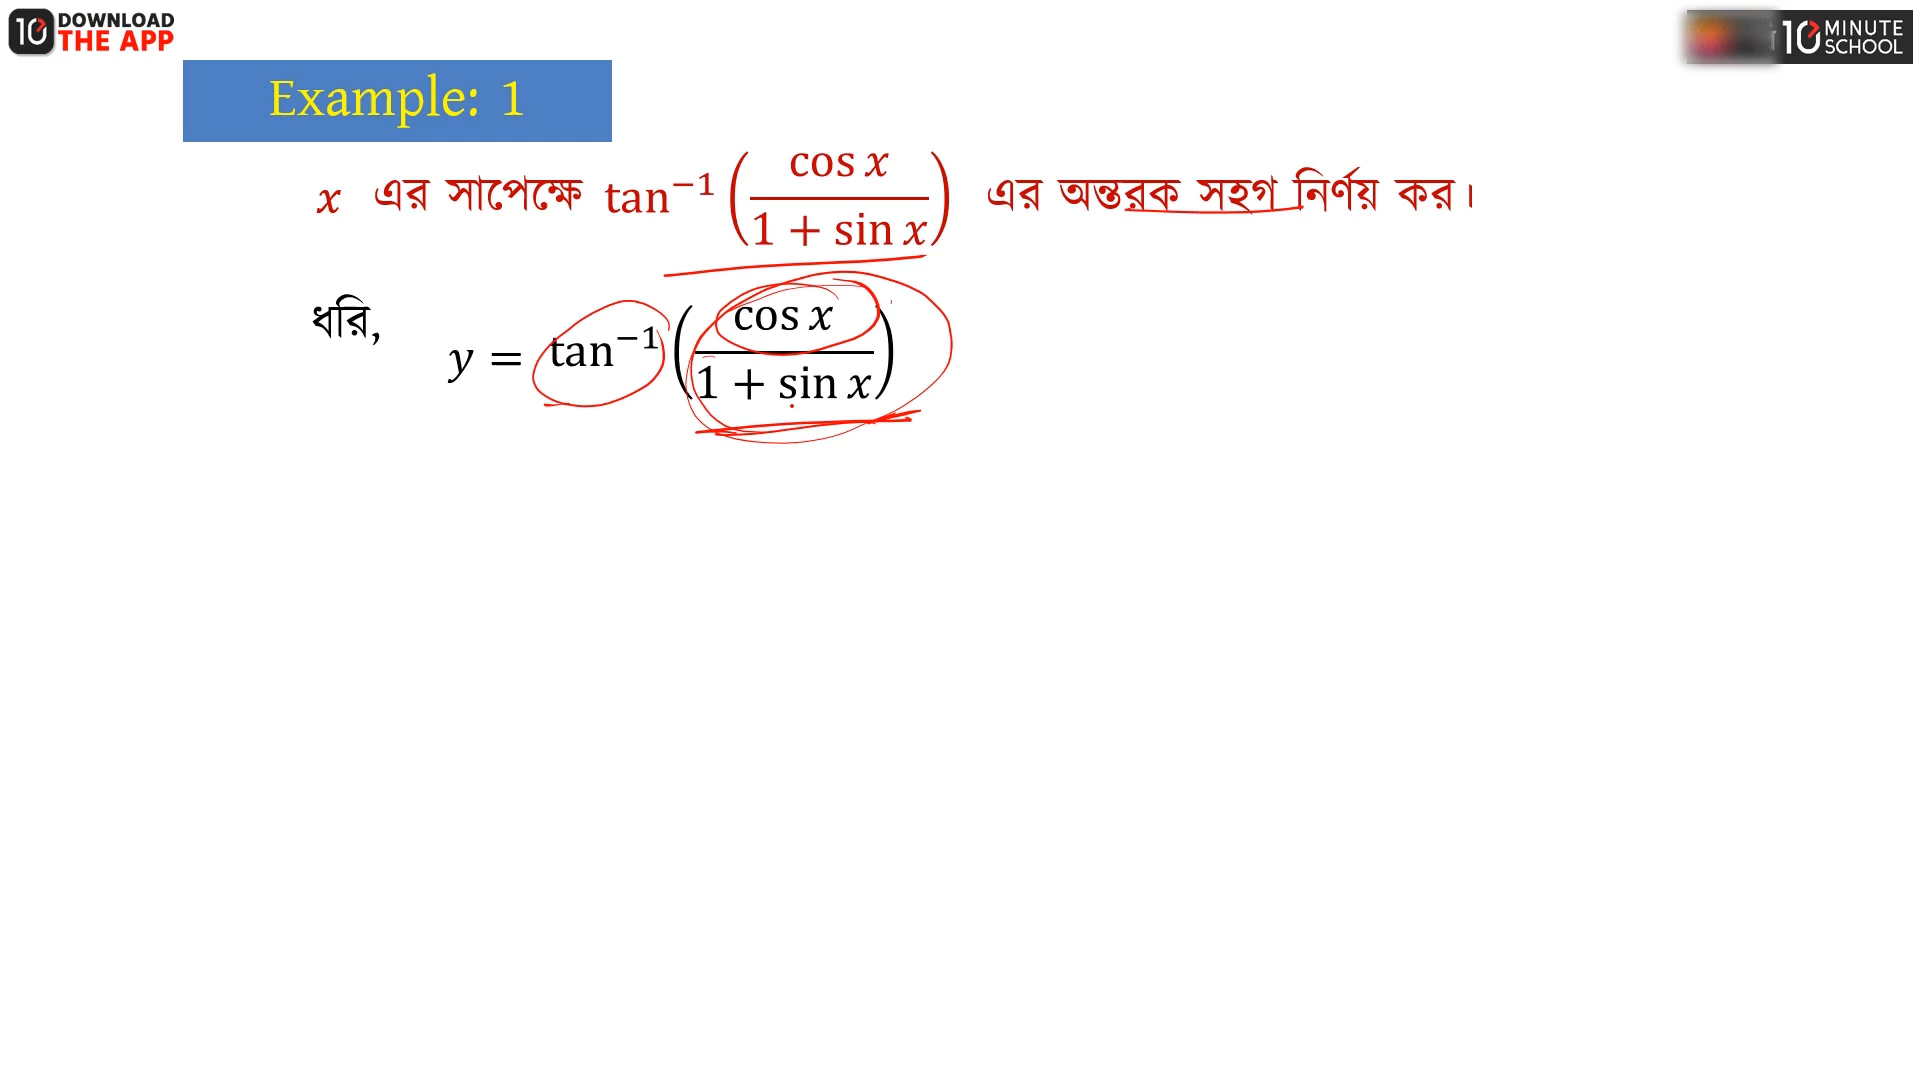 10 DOWNLOAD THE APP
10 MINUTE SCHOOL
Example: 1
x এর সাপেক্ষে tan⁻¹ (cos x / 1 + sin x) এর অন্তরক সহগ নির্ণয় কর।
ধরি,
y = tan⁻¹ (cos x / 1 + sin x)